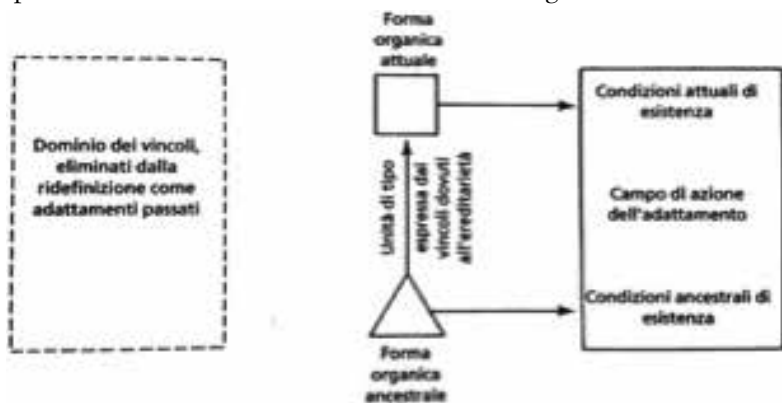 Forma
organica
attuale
Dominio dei vincoli,
eliminati dalla
ridefinizione come
adattamenti passati
Unità di tipo
espressa dai
vincoli dovuti
all'ereditarietà
Condizioni attuali di
esistenza
Campo di azione
dell'adattamento
Condizioni ancestrali di
esistenza
Forma
organica
ancestrale